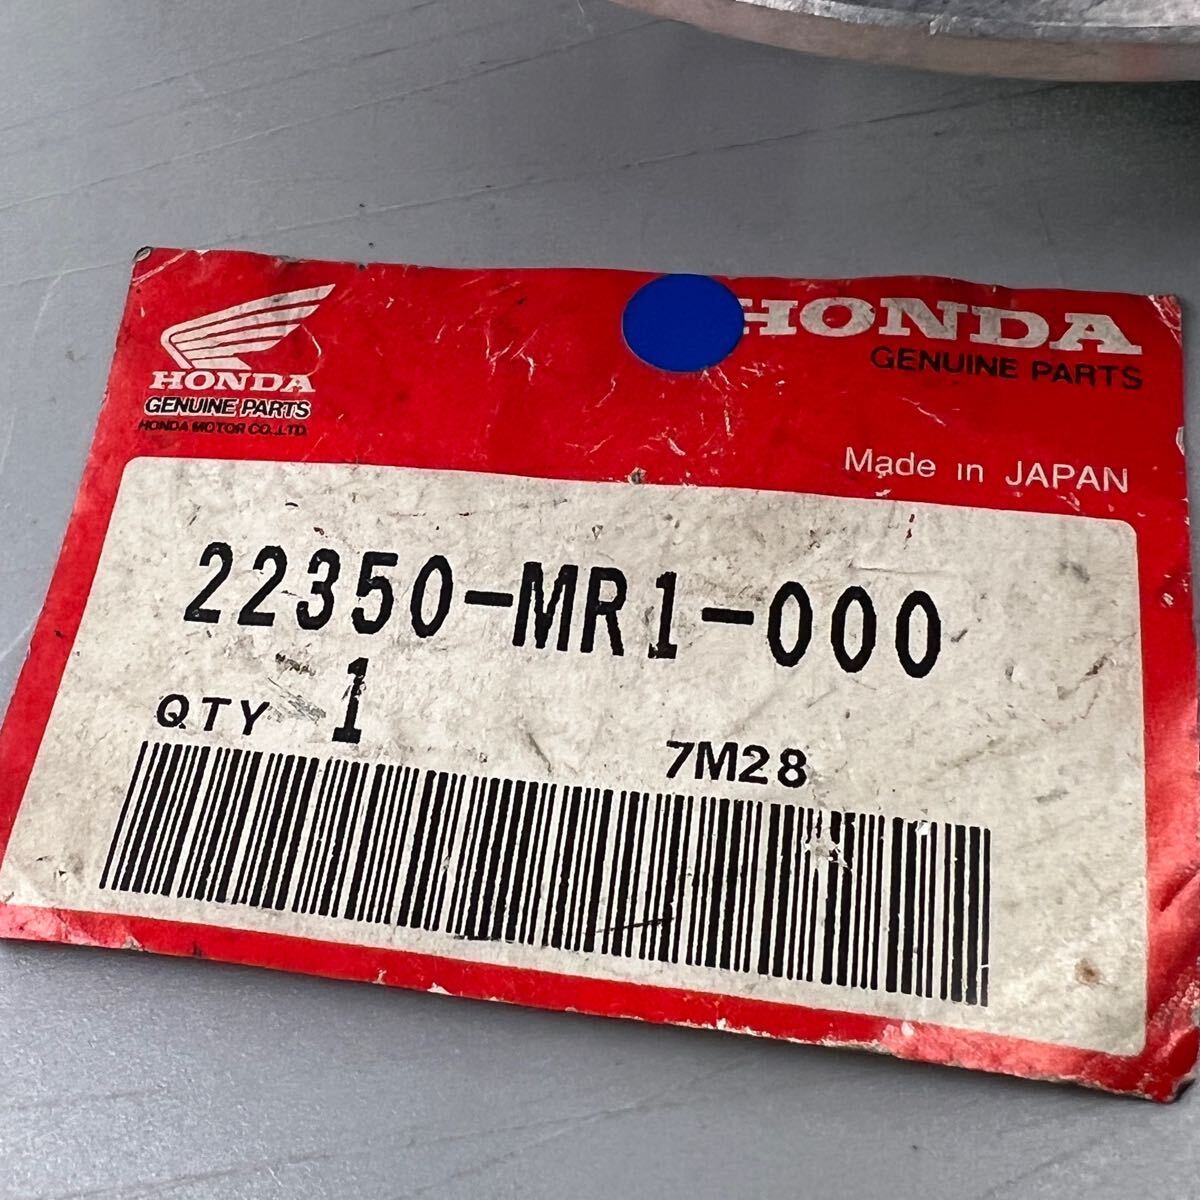 HONDA
GENUINE PARTS
HONDA MOTOR CO.,LTD.
HONDA
GENUINE PARTS
Made in JAPAN
22350-MR1-000
QTY 1
7M28